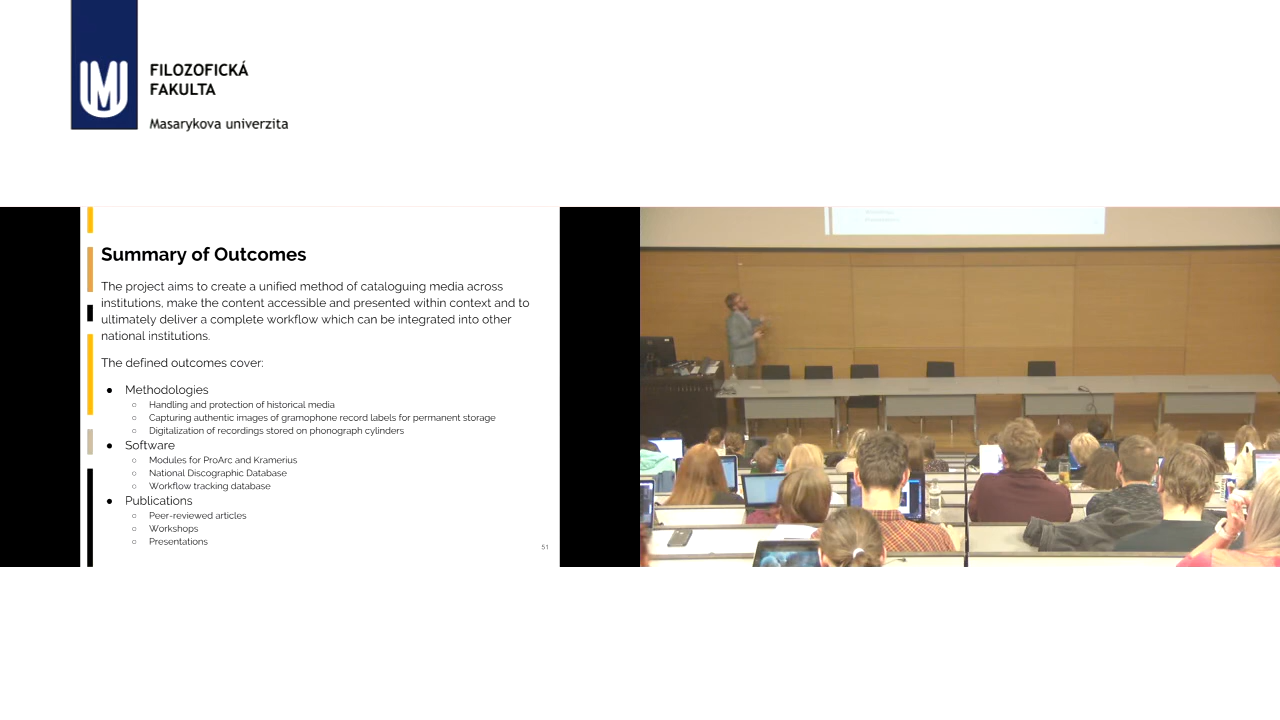 FILOZOFICKÁ
FAKULTA
Masarykova univerzita
Summary of Outcomes
The project aims to create a unified method of cataloguing media across
institutions, make the content accessible and presented within context and to
ultimately deliver a complete workflow which can be integrated into other
national institutions.
The defined outcomes cover:
● Methodologies
○ Handling and protection of historical media
○ Capturing authentic images of gramophone record labels for permanent storage
○ Digitalization of recordings stored on phonograph cylinders
● Software
○ Modules for ProArc and Kramerius
○ National Discographic Database
○ Workflow tracking database
● Publications
○ Peer-reviewed articles
○ Workshops
○ Presentations
51